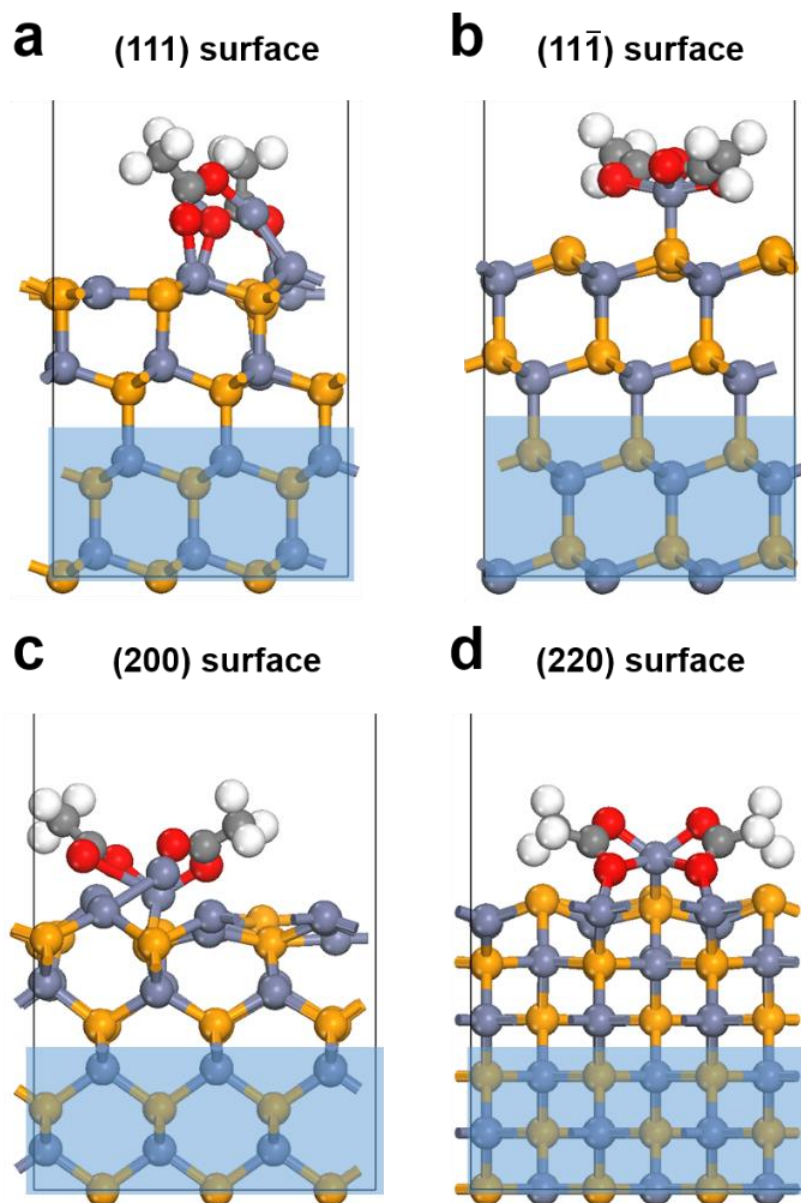 a (111) surface
b (111̄) surface
c (200) surface
d (220) surface